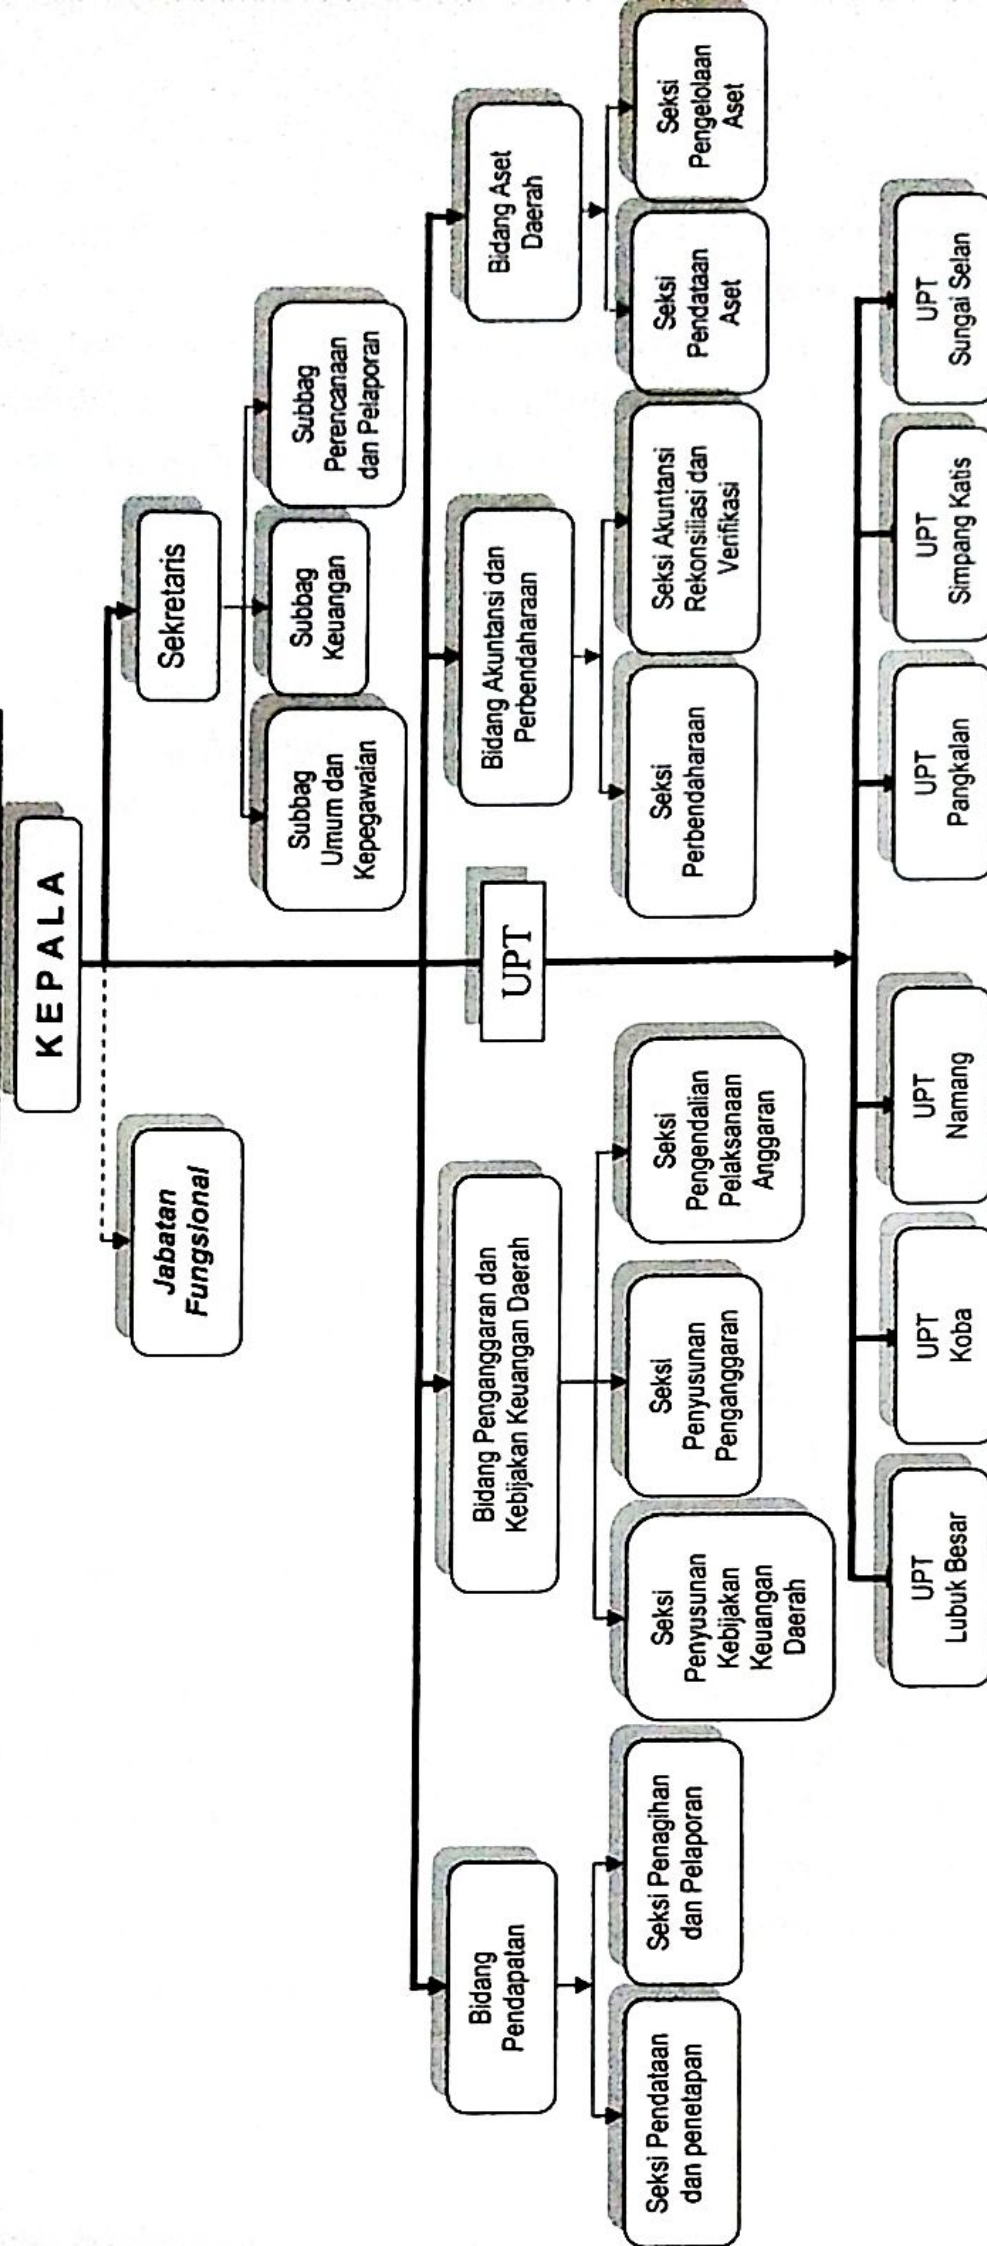 KEPALA
Jabatan
Fungsional
Sekretaris
Subbag
Umum dan
Kepegawaian
Subbag
Keuangan
Subbag
Perencanaan
dan Pelaporan
Bidang
Pendapatan
Bidang Penganggaran dan
Kebijakan Keuangan Daerah
UPT
Bidang Akuntansi dan
Perbendaharaan
Bidang Aset
Daerah
Seksi Pendataan
dan penetapan
Seksi Penagihan
dan Pelaporan
Seksi
Penyusunan
Kebijakan
Keuangan
Daerah
Seksi
Penyusunan
Penganggaran
Seksi
Pengendalian
Pelaksanaan
Anggaran
Seksi
Perbendaharaan
Seksi Akuntansi
Rekonsiliasi dan
Verifikasi
Seksi
Pendataan
Aset
Seksi
Pengelolaan
Aset
UPT
Lubuk Besar
UPT
Koba
UPT
Namang
UPT
Pangkalan
UPT
Simpang Katis
UPT
Sungai Selan